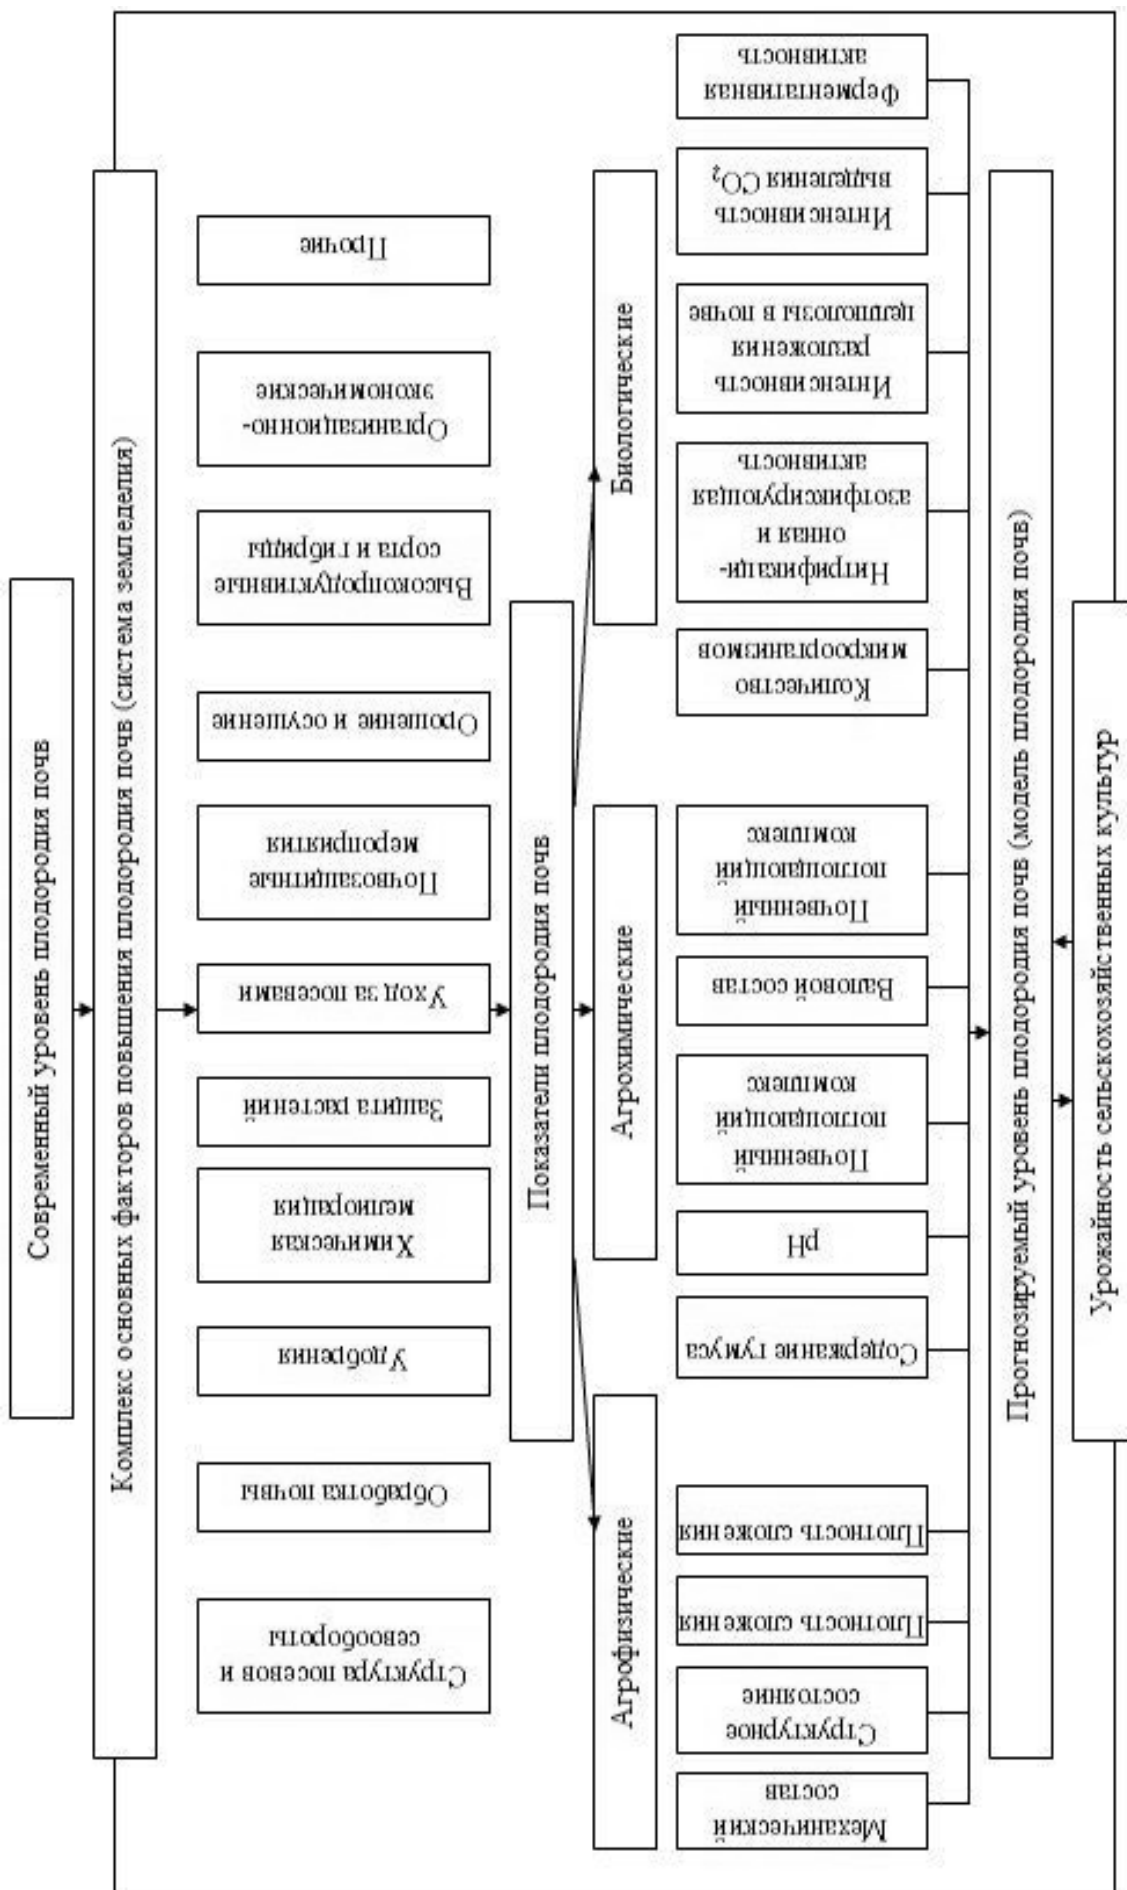 Современный уровень плодородия почв
Комплекс основных факторов повышения плодородия почв (система земледелия)
Структура посевов и
севообороты
Обработка почвы
Удобрения
Химическая
мелиорация
Защита растений
Уход за посевами
Почвозащитные
мероприятия
Орошение и осушение
Высокопродуктивные
сорта и гибриды
Организационно-
экономические
Прочие
Показатели плодородия почв
Агрофизические
Агрохимические
Биологические
Механический
состав
Структурное
состояние
Плотность сложения
Плотность сложения
Содержание гумуса
pH
Почвенный
поглощающий
комплекс
Валовой состав
Почвенный
поглощающий
комплекс
Количество
микроорганизмов
Нитрификаци-
онная и
азотфиксирующая
активность
Интенсивность
разложения
целлюлозы в почве
Интенсивность
выделения CO₂
Ферментативная
активность
Прогнозируемый уровень плодородия почв (модель плодородия почв)
Урожайность сельскохозяйственных культур